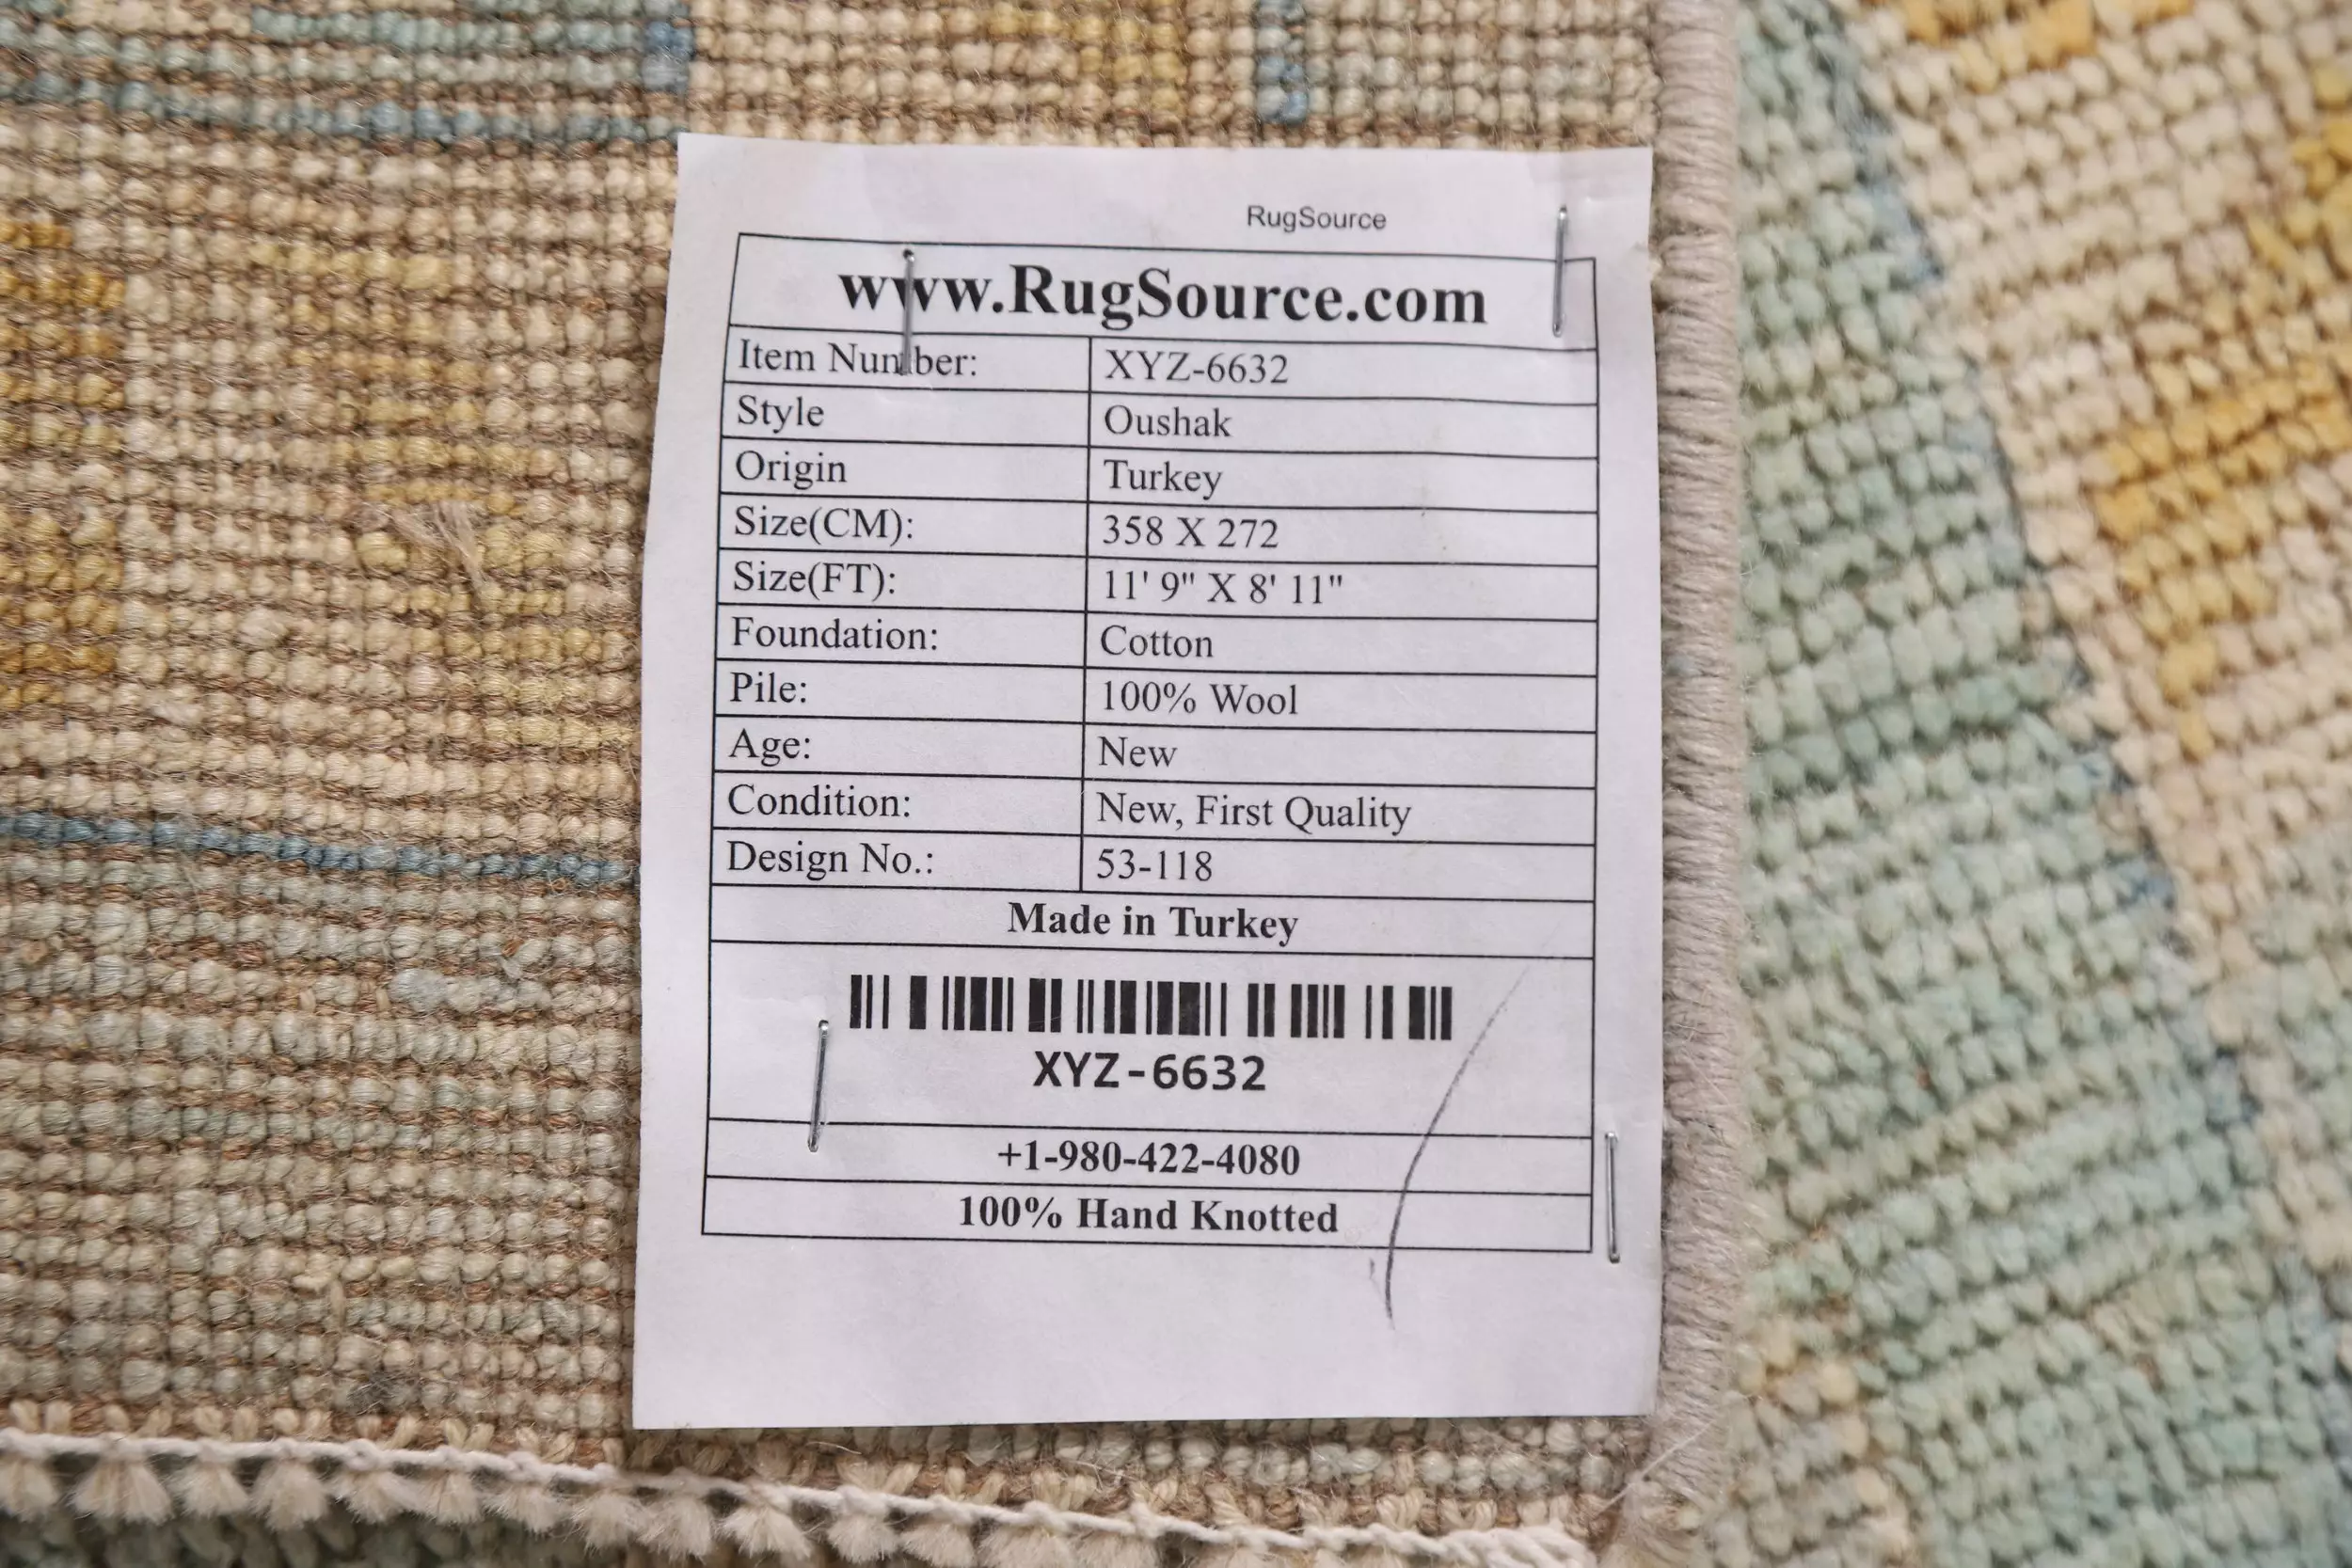 RugSource
www.RugSource.com
Item Number: XYZ-6632
Style Oushak
Origin Turkey
Size(CM): 358 X 272
Size(FT): 11' 9" X 8' 11"
Foundation: Cotton
Pile: 100% Wool
Age: New
Condition: New, First Quality
Design No.: 53-118
Made in Turkey
XYZ-6632
+1-980-422-4080
100% Hand Knotted